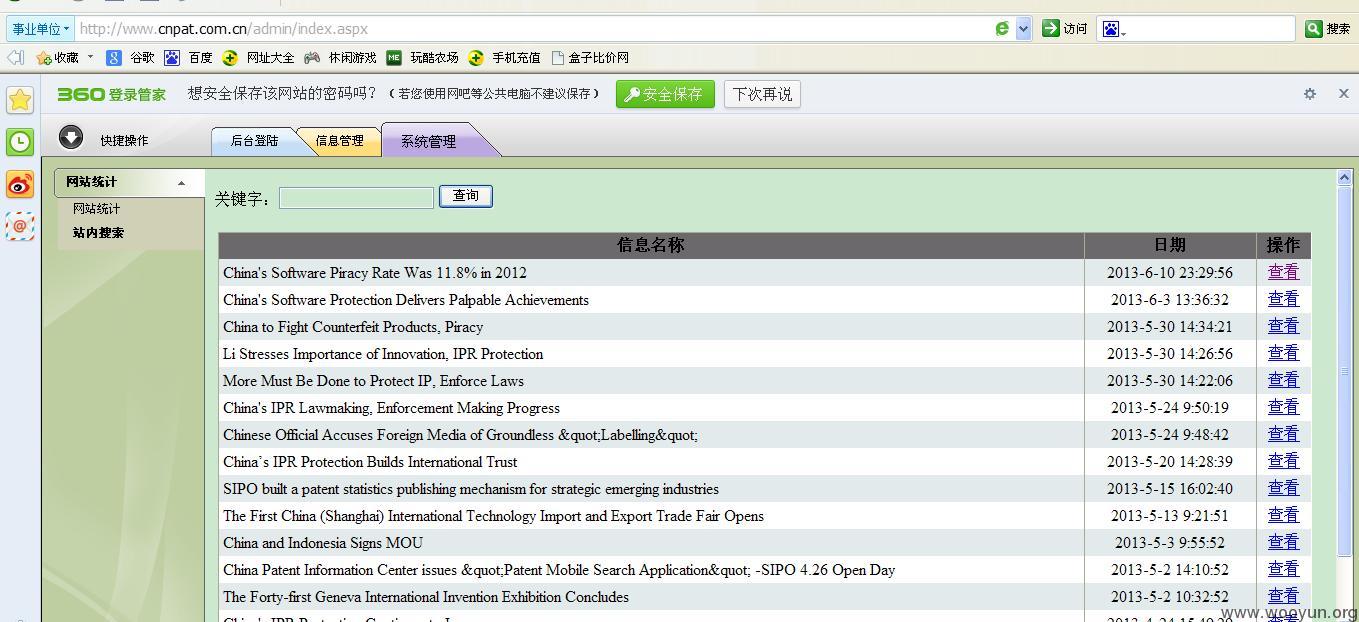 事业单位 http://www.cnpat.com.cn/admin/index.aspx 访问 搜索
收藏 谷歌 百度 网址大全 休闲游戏 ME 玩酷农场 手机充值 盒子比价网
360 登录管家 想安全保存该网站的密码吗？ （若您使用网吧等公共电脑不建议保存） 安全保存 下次再说
快捷操作 后台登陆 信息管理 系统管理
网站统计
网站统计
站内搜索
关键字： 查询
信息名称 日期 操作
China's Software Piracy Rate Was 11.8% in 2012 2013-6-10 23:29:56 查看
China's Software Protection Delivers Palpable Achievements 2013-6-3 13:36:32 查看
China to Fight Counterfeit Products, Piracy 2013-5-30 14:34:21 查看
Li Stresses Importance of Innovation, IPR Protection 2013-5-30 14:26:56 查看
More Must Be Done to Protect IP, Enforce Laws 2013-5-30 14:22:06 查看
China's IPR Lawmaking, Enforcement Making Progress 2013-5-24 9:50:19 查看
Chinese Official Accuses Foreign Media of Groundless &quot;Labelling&quot; 2013-5-24 9:48:42 查看
China’s IPR Protection Builds International Trust 2013-5-20 14:28:39 查看
SIPO built a patent statistics publishing mechanism for strategic emerging industries 2013-5-15 16:02:40 查看
The First China (Shanghai) International Technology Import and Export Trade Fair Opens 2013-5-13 9:21:51 查看
China and Indonesia Signs MOU 2013-5-3 9:55:52 查看
China Patent Information Center issues &quot;Patent Mobile Search Application&quot; -SIPO 4.26 Open Day 2013-5-2 14:10:52 查看
The Forty-first Geneva International Invention Exhibition Concludes 2013-5-2 10:32:52 查看
www.wooyun.org